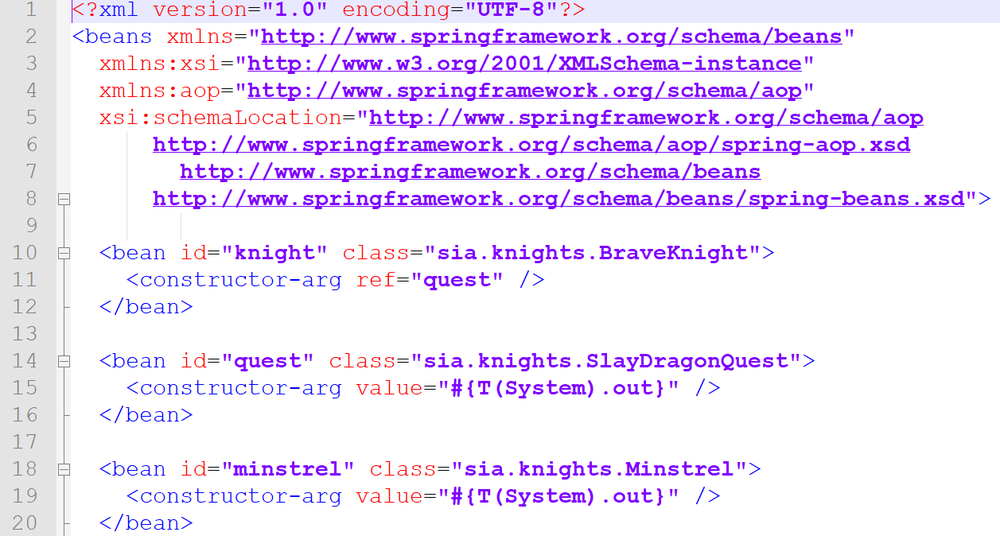 1 <?xml version="1.0" encoding="UTF-8"?>
2 <beans xmlns="http://www.springframework.org/schema/beans"
3 xmlns:xsi="http://www.w3.org/2001/XMLSchema-instance"
4 xmlns:aop="http://www.springframework.org/schema/aop"
5 xsi:schemaLocation="http://www.springframework.org/schema/aop
6 http://www.springframework.org/schema/aop/spring-aop.xsd
7 http://www.springframework.org/schema/beans
8 http://www.springframework.org/schema/beans/spring-beans.xsd">
9
10 <bean id="knight" class="sia.knights.BraveKnight">
11 <constructor-arg ref="quest" />
12 </bean>
13
14 <bean id="quest" class="sia.knights.SlayDragonQuest">
15 <constructor-arg value="#{T(System).out}" />
16 </bean>
17
18 <bean id="minstrel" class="sia.knights.Minstrel">
19 <constructor-arg value="#{T(System).out}" />
20 </bean>